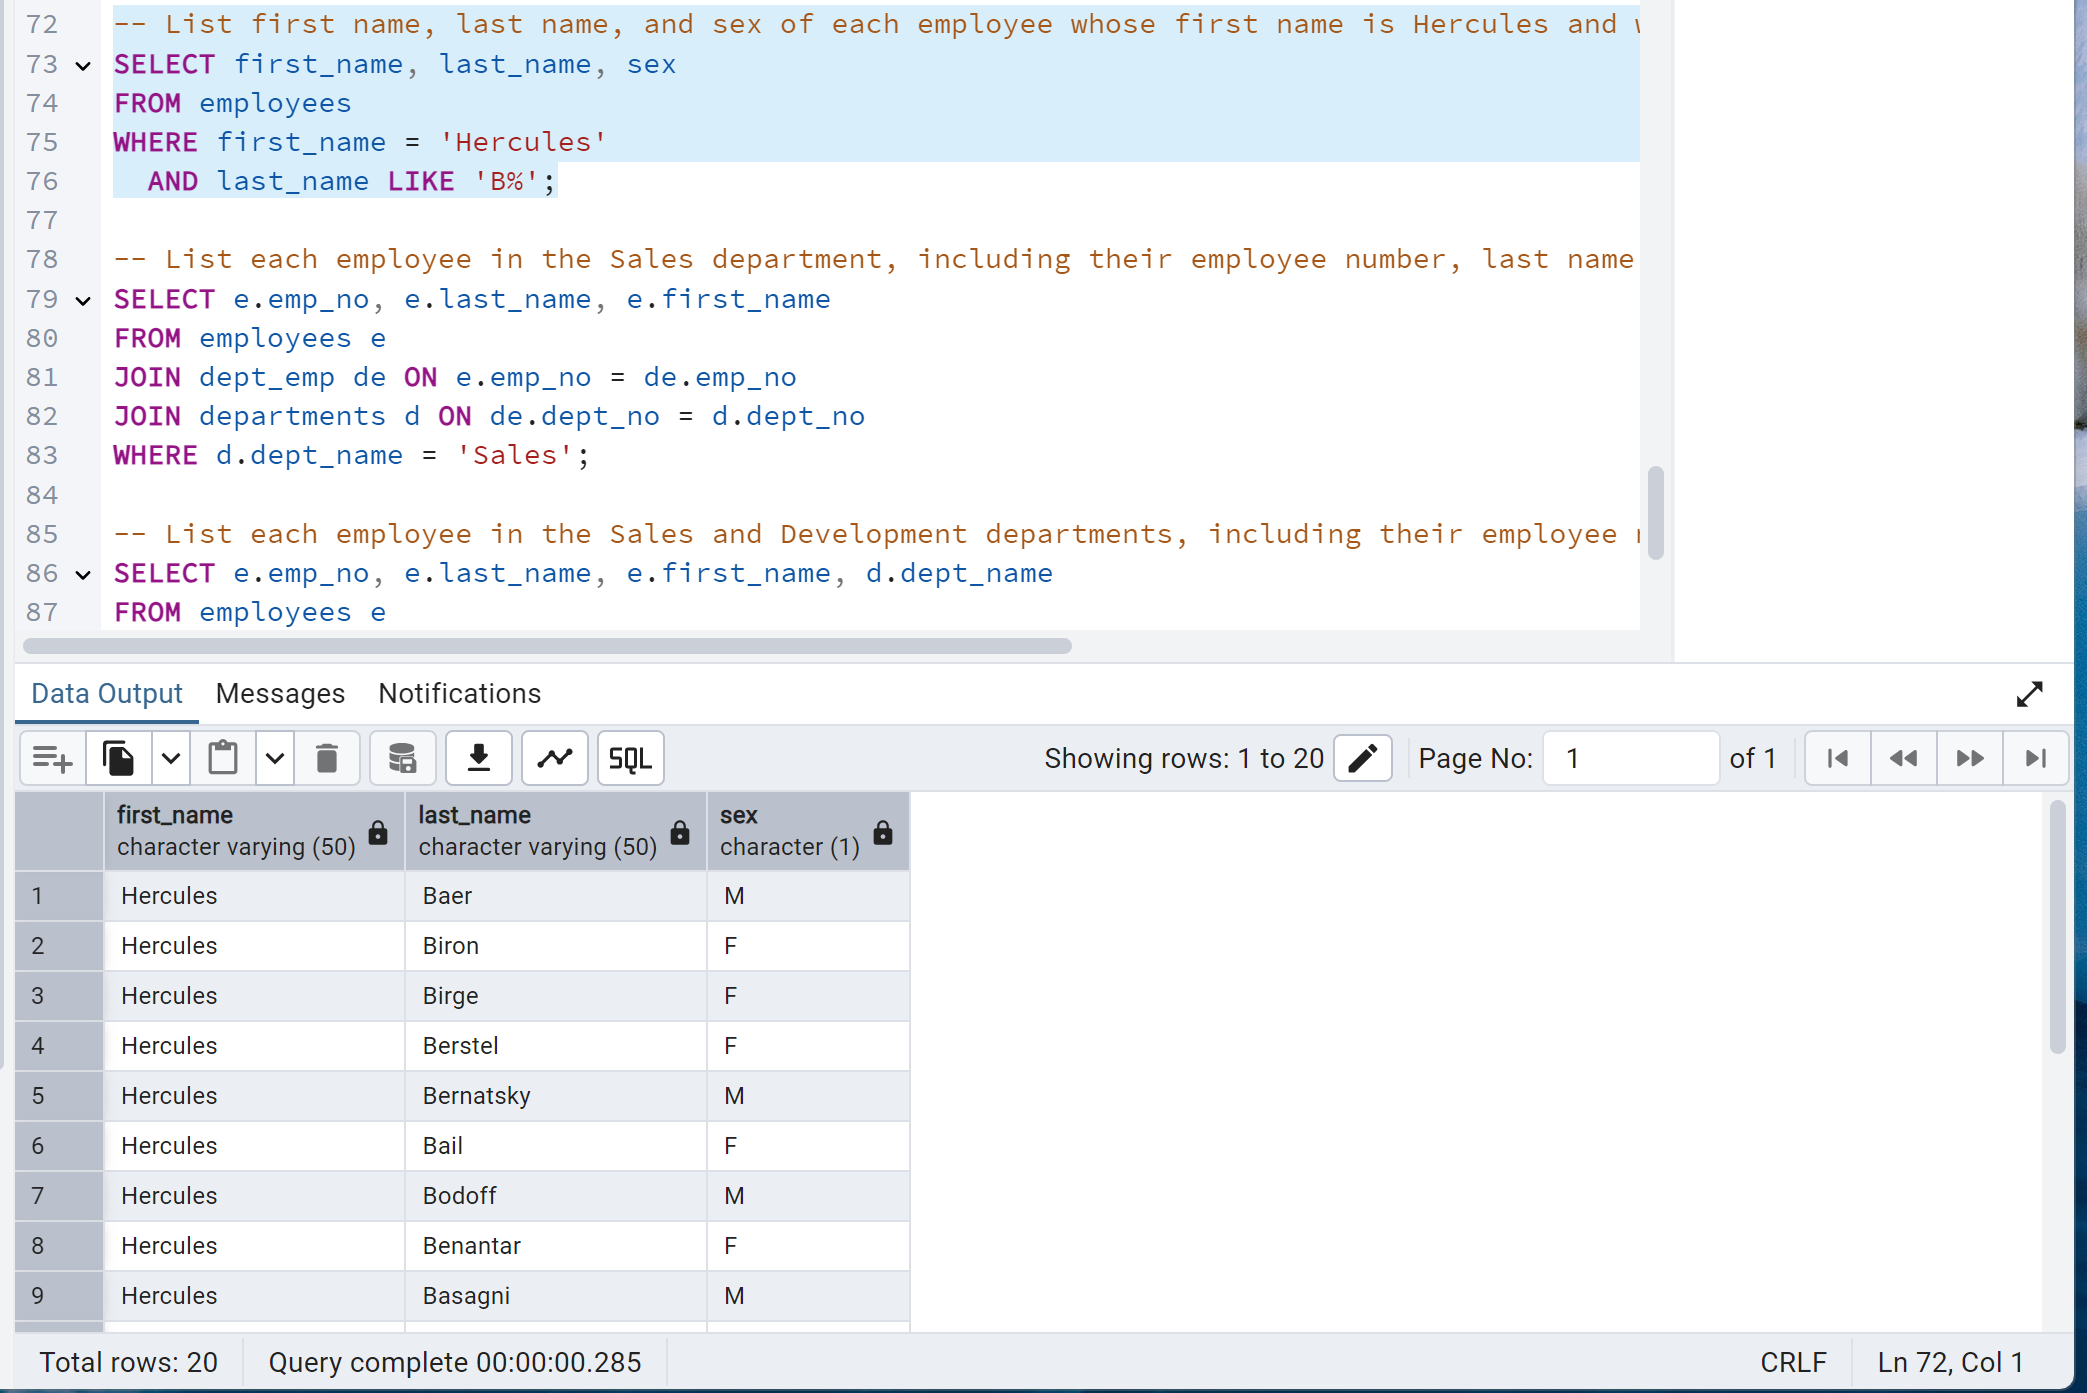 72 -- List first name, last name, and sex of each employee whose first name is Hercules and
73 SELECT first_name, last_name, sex
74 FROM employees
75 WHERE first_name = 'Hercules'
76 AND last_name LIKE 'B%';
77
78 -- List each employee in the Sales department, including their employee number, last name
79 SELECT e.emp_no, e.last_name, e.first_name
80 FROM employees e
81 JOIN dept_emp de ON e.emp_no = de.emp_no
82 JOIN departments d ON de.dept_no = d.dept_no
83 WHERE d.dept_name = 'Sales';
84
85 -- List each employee in the Sales and Development departments, including their employee
86 SELECT e.emp_no, e.last_name, e.first_name, d.dept_name
87 FROM employees e
Data Output Messages Notifications
SQL Showing rows: 1 to 20 Page No: 1 of 1
first_name last_name sex
character varying (50) character varying (50) character (1)
1 Hercules Baer M
2 Hercules Biron F
3 Hercules Birge F
4 Hercules Berstel F
5 Hercules Bernatsky M
6 Hercules Bail F
7 Hercules Bodoff M
8 Hercules Benantar F
9 Hercules Basagni M
Total rows: 20 Query complete 00:00:00.285 CRLF Ln 72, Col 1